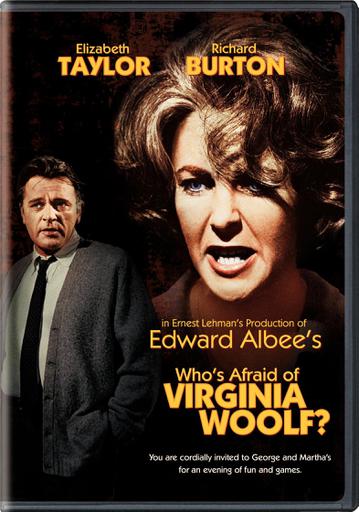 Elizabeth Richard
TAYLOR BURTON
in Ernest Lehman's Production of
Edward Albee's
Who's Afraid of
VIRGINIA
WOOLF?
You are cordially invited to George and Martha's
for an evening of fun and games.